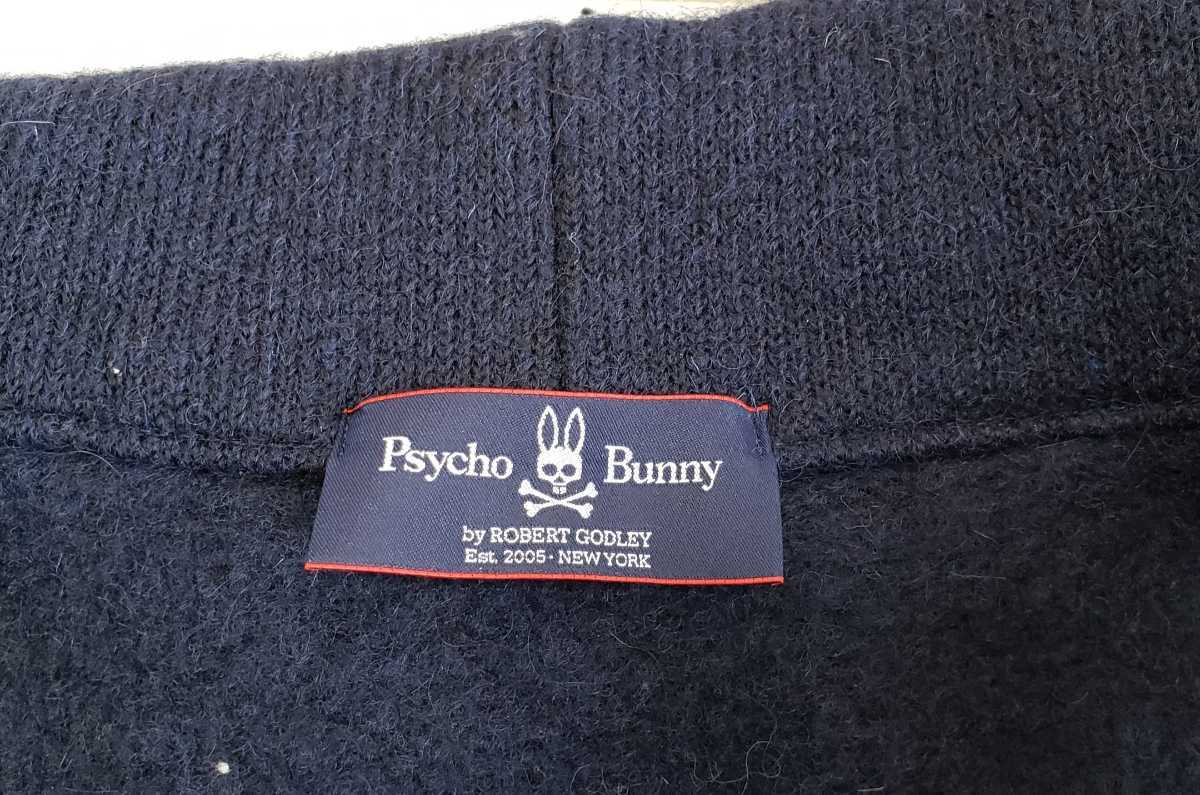 Psycho Bunny
by ROBERT GODLEY
Est. 2005 · NEW YORK